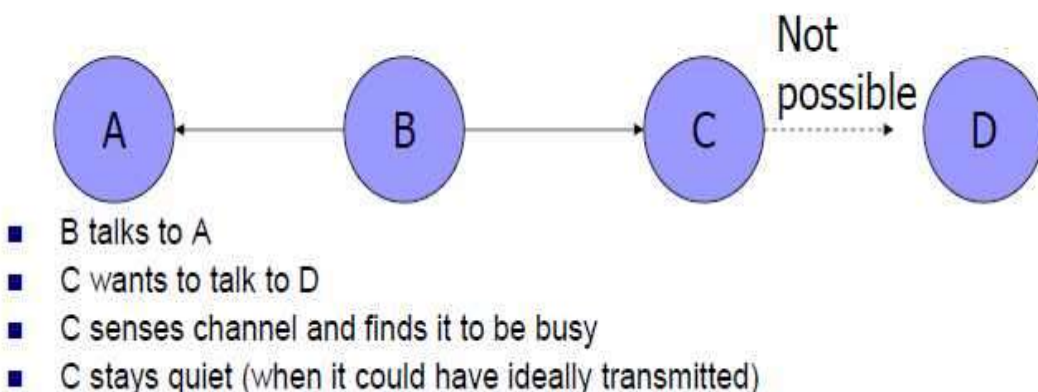 Not
possible
A B C D
■ B talks to A
■ C wants to talk to D
■ C senses channel and finds it to be busy
■ C stays quiet (when it could have ideally transmitted)